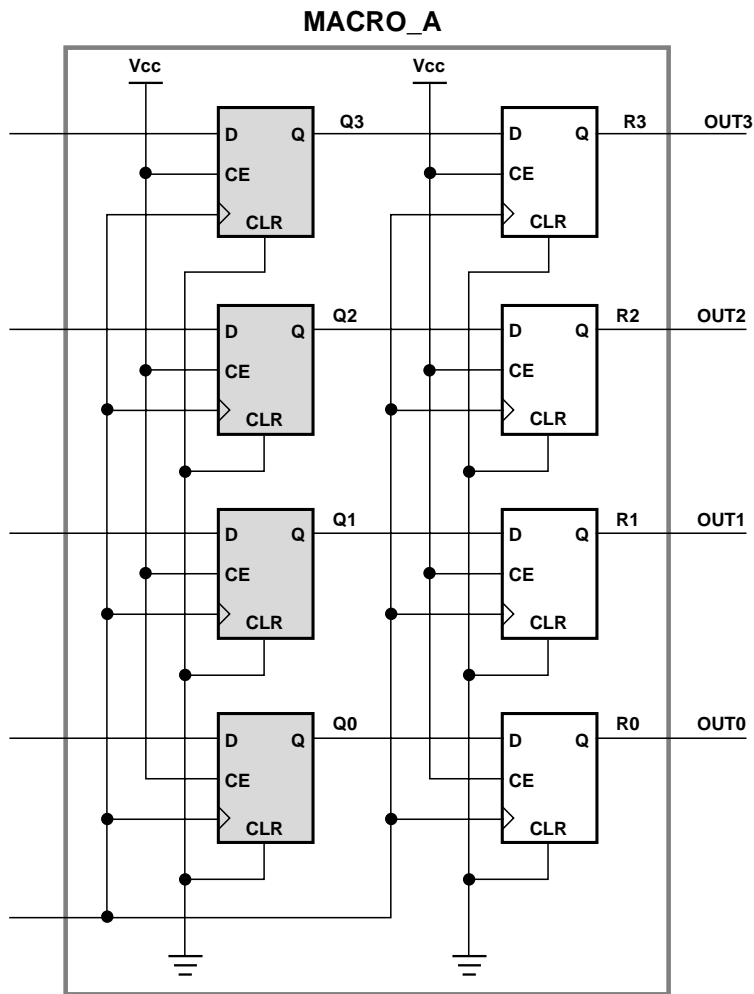 MACRO_A
Vcc Vcc
D Q Q3 D Q R3 OUT3
CE CE
CLR CLR
D Q Q2 D Q R2 OUT2
CE CE
CLR CLR
D Q Q1 D Q R1 OUT1
CE CE
CLR CLR
D Q Q0 D Q R0 OUT0
CE CE
CLR CLR